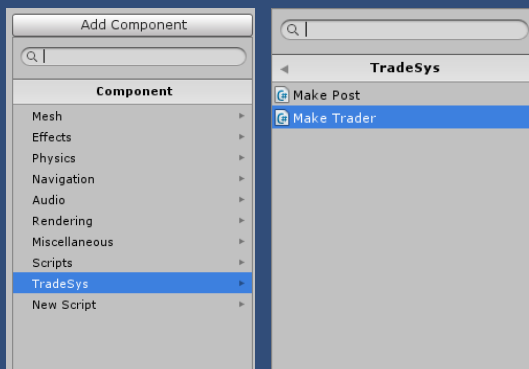 Add Component
Component
Mesh
Effects
Physics
Navigation
Audio
Rendering
Miscellaneous
Scripts
TradeSys
New Script
TradeSys
Make Post
Make Trader